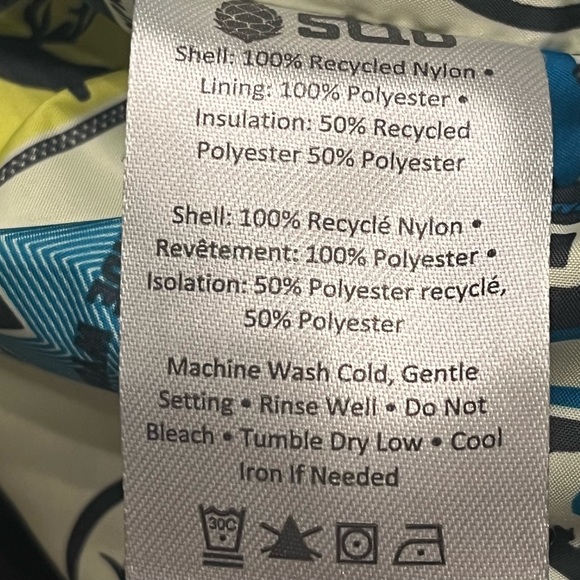 Shell: 100% Recycled Nylon •
Lining: 100% Polyester •
Insulation: 50% Recycled
Polyester 50% Polyester
Shell: 100% Recyclé Nylon •
Revêtement: 100% Polyester •
Isolation: 50% Polyester recyclé,
50% Polyester
Machine Wash Cold, Gentle
Setting • Rinse Well • Do Not
Bleach • Tumble Dry Low • Cool
Iron If Needed
30C